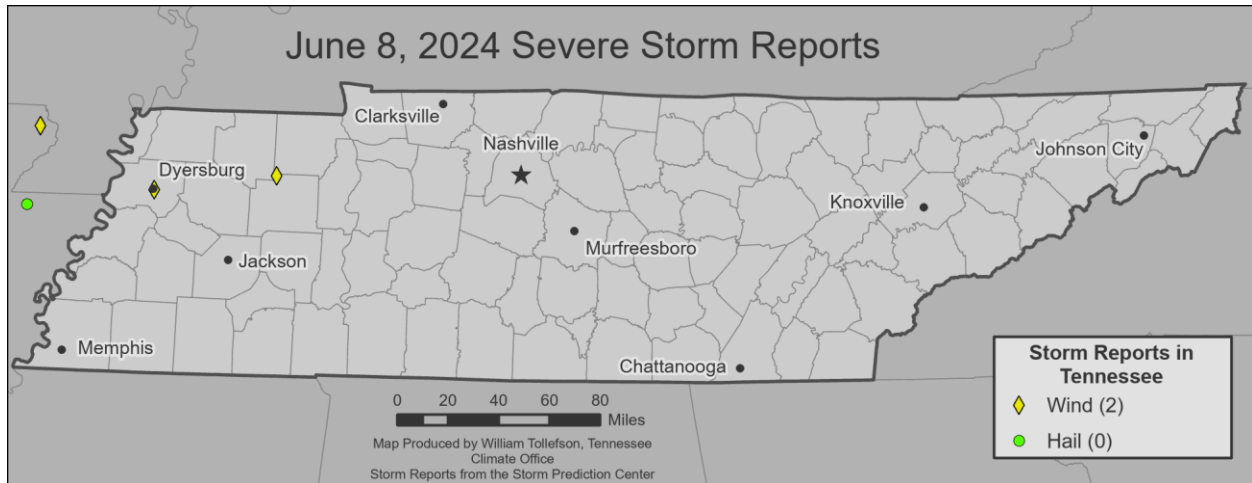 June 8, 2024 Severe Storm Reports
Clarksville
Nashville
Johnson City
Dyersburg
Knoxville
Murfreesboro
Jackson
Memphis
Chattanooga
Storm Reports in
Tennessee
Wind (2)
Hail (0)
0 20 40 60 80
Miles
Map Produced by William Tollefson, Tennessee
Climate Office
Storm Reports from the Storm Prediction Center